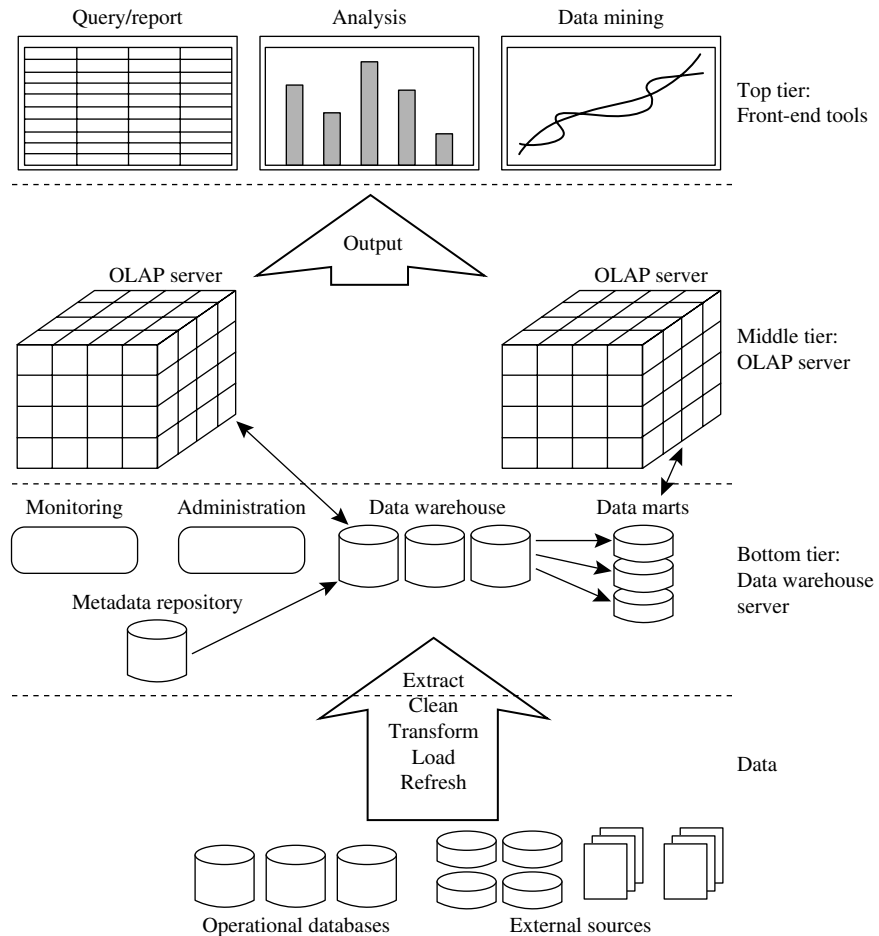 Query/report
Analysis
Data mining
Top tier:
Front-end tools
Output
OLAP server
OLAP server
Middle tier:
OLAP server
Monitoring
Administration
Data warehouse
Data marts
Bottom tier:
Data warehouse
server
Metadata repository
Extract
Clean
Transform
Load
Refresh
Data
Operational databases
External sources